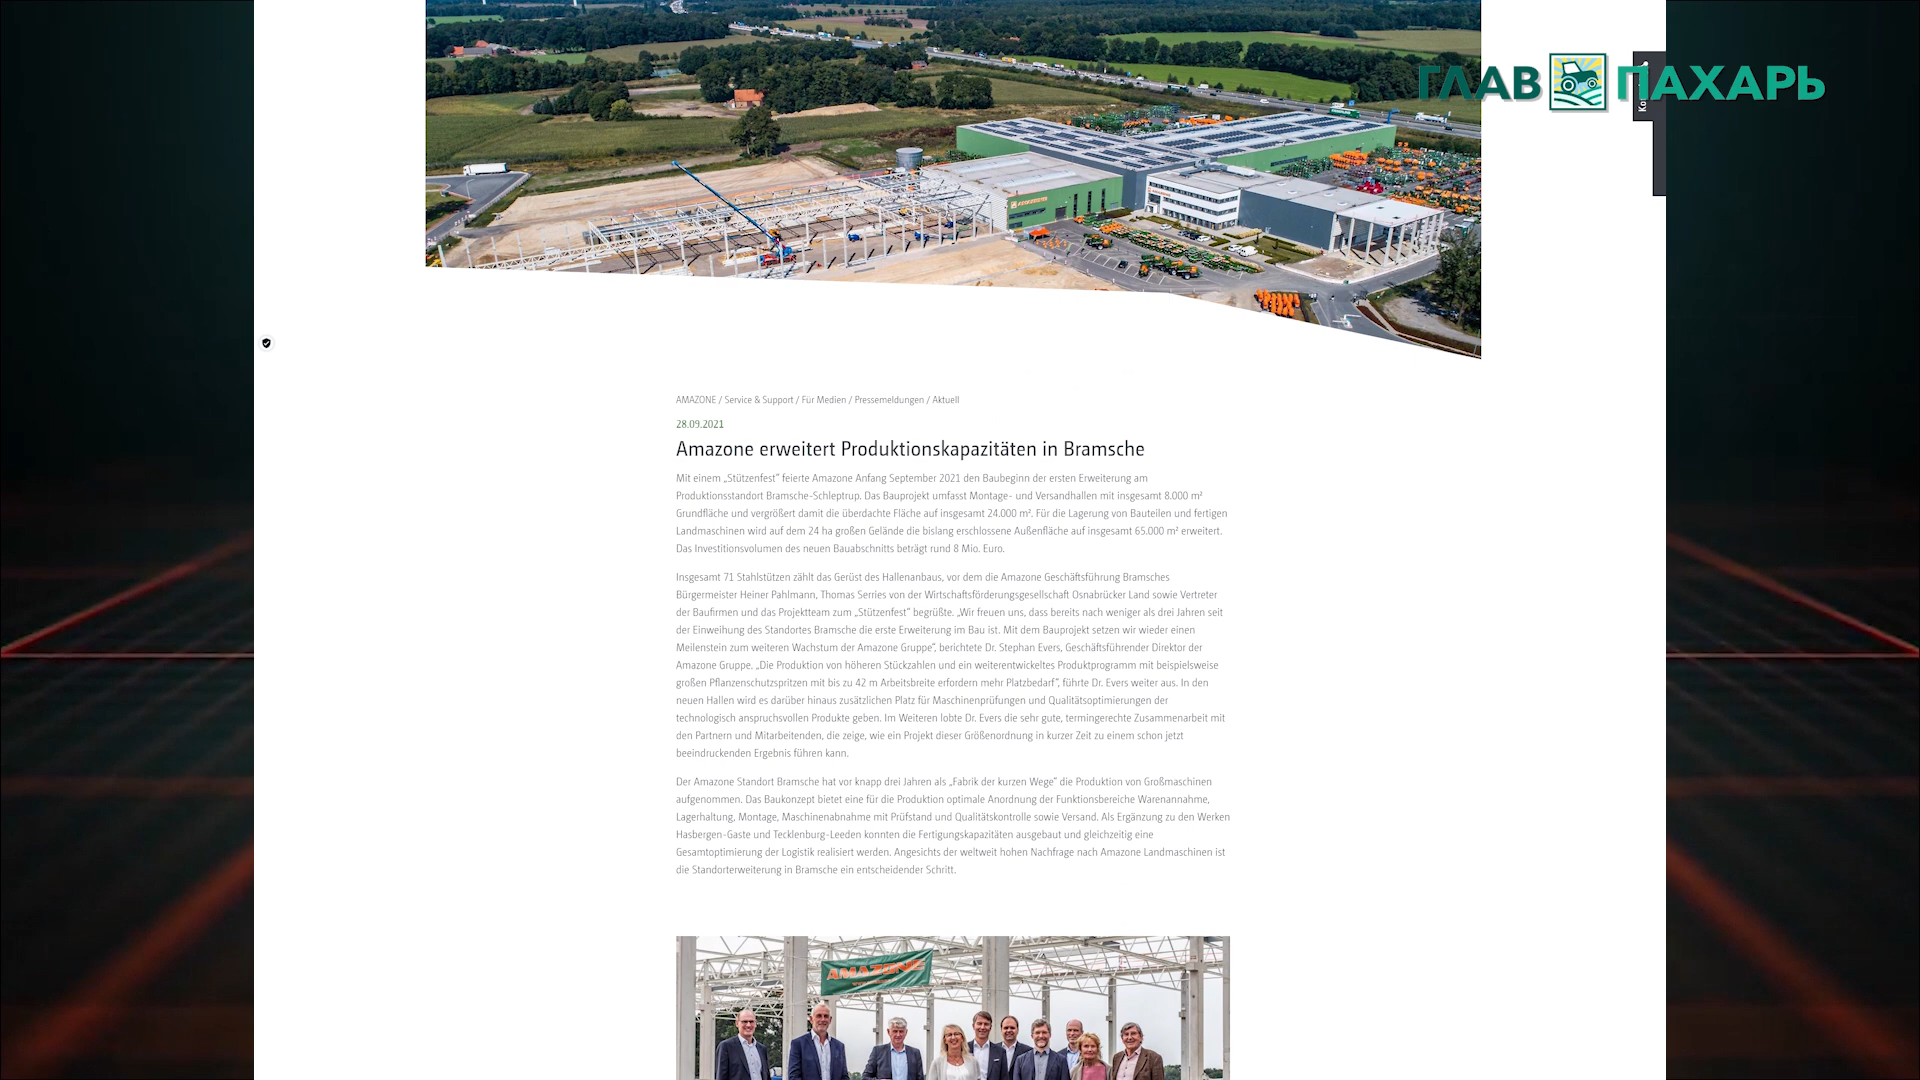 ГЛАВ ПАХАРЬ
Ko
AMAZONE / Service & Support / Für Medien / Pressemeldungen / Aktuell
28.09.2021
Amazone erweitert Produktionskapazitäten in Bramsche
Mit einem „Stützenfest“ feierte Amazone Anfang September 2021 den Baubeginn der ersten Erweiterung am
Produktionsstandort Bramsche-Schleptrup. Das Bauprojekt umfasst Montage- und Versandhallen mit insgesamt 8.000 m²
Grundfläche und vergrößert damit die überdachte Fläche auf insgesamt 24.000 m². Für die Lagerung von Bauteilen und fertigen
Landmaschinen wird auf dem 24 ha großen Gelände die bislang erschlossene Außenfläche auf insgesamt 65.000 m² erweitert.
Das Investitionsvolumen des neuen Bauabschnitts beträgt rund 8 Mio. Euro.
Insgesamt 71 Stahlstützen zählt das Gerüst des Hallenanbaus, vor dem die Amazone Geschäftsführung Bramsches
Bürgermeister Heiner Pahlmann, Thomas Serries von der Wirtschaftsförderungsgesellschaft Osnabrücker Land sowie Vertreter
der Baufirmen und das Projektteam zum „Stützenfest“ begrüßte. „Wir freuen uns, dass bereits nach weniger als drei Jahren seit
der Einweihung des Standortes Bramsche die erste Erweiterung im Bau ist. Mit dem Bauprojekt setzen wir wieder einen
Meilenstein zum weiteren Wachstum der Amazone Gruppe“, berichtete Dr. Stephan Evers, Geschäftsführender Direktor der
Amazone Gruppe. „Die Produktion von höheren Stückzahlen und ein weiterentwickeltes Produktprogramm mit beispielsweise
großen Pflanzenschutzspritzen mit bis zu 42 m Arbeitsbreite erfordern mehr Platzbedarf“, führte Dr. Evers weiter aus. In den
neuen Hallen wird es darüber hinaus zusätzlichen Platz für Maschinenprüfungen und Qualitätsoptimierungen der
technologisch anspruchsvollen Produkte geben. Im Weiteren lobte Dr. Evers die sehr gute, termingerechte Zusammenarbeit mit
den Partnern und Mitarbeitenden, die zeige, wie ein Projekt dieser Größenordnung in kurzer Zeit zu einem schon jetzt
beeindruckenden Ergebnis führen kann.
Der Amazone Standort Bramsche hat vor knapp drei Jahren als „Fabrik der kurzen Wege“ die Produktion von Großmaschinen
aufgenommen. Das Baukonzept bietet eine für die Produktion optimale Anordnung der Funktionsbereiche Warenannahme,
Lagerhaltung, Montage, Maschinenabnahme mit Prüfstand und Qualitätskontrolle sowie Versand. Als Ergänzung zu den Werken
Hasbergen-Gaste und Tecklenburg-Leeden konnten die Fertigungskapazitäten ausgebaut und gleichzeitig eine
Gesamtoptimierung der Logistik realisiert werden. Angesichts der weltweit hohen Nachfrage nach Amazone Landmaschinen ist
die Standorterweiterung in Bramsche ein entscheidender Schritt.
AMAZONE